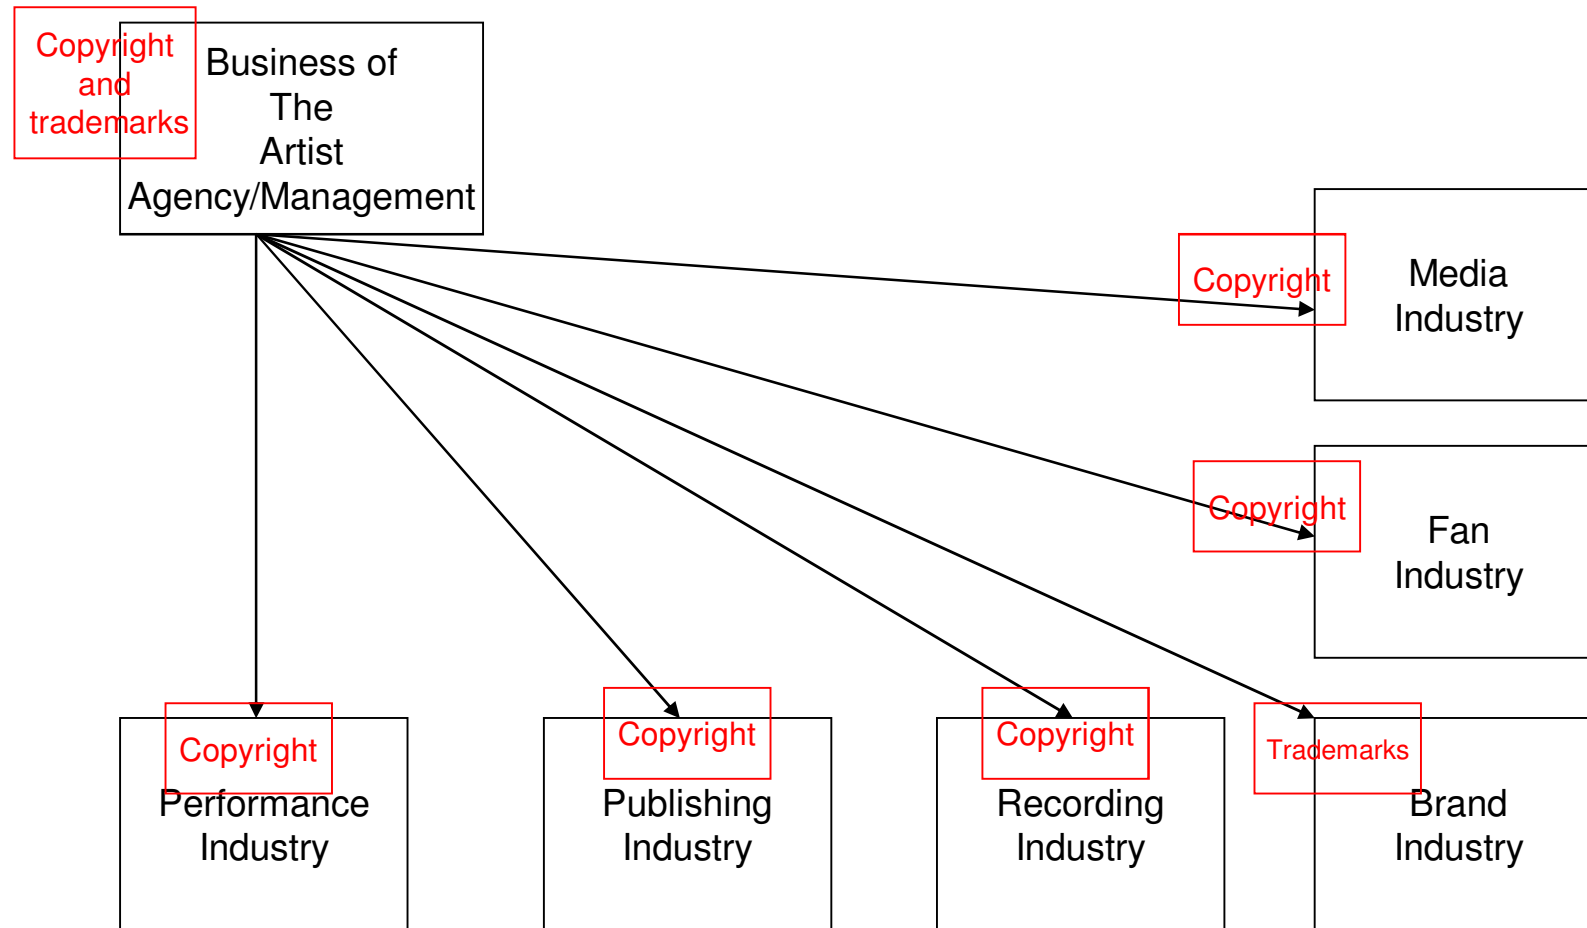 Copyright
and
trademarks
Business of
The
Artist
Agency/Management
Copyright
Media
Industry
Copyright
Fan
Industry
Copyright
Performance
Industry
Copyright
Publishing
Industry
Copyright
Recording
Industry
Trademarks
Brand
Industry